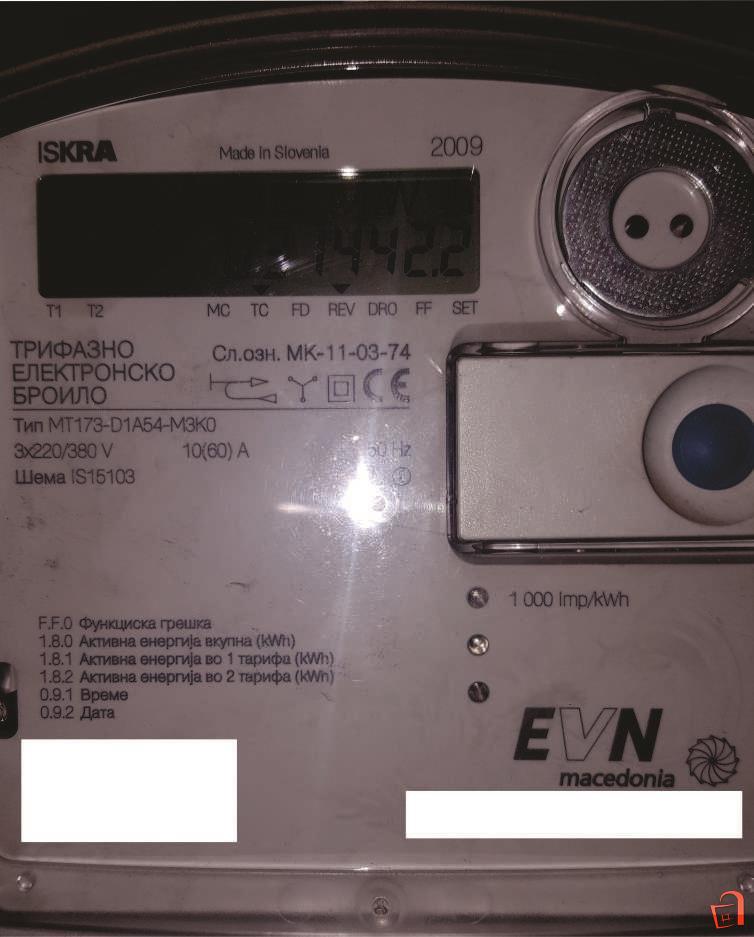 ISKRA Made in Slovenia 2009
21442.2
T1 T2 MC TC FD REV DRO FF SET
ТРИФАЗНО
ЕЛЕКТРОНСКО
БРОИЛО
Сл.озн. МК-11-03-74
CE
Тип MT173-D1A54-M3K0
3x220/380 V 10(60) A 50 Hz
Шема IS15103
1 000 imp/kWh
F.F.0 Функциска грешка
1.8.0 Активна енергија вкупна (kWh)
1.8.1 Активна енергија во 1 тарифа (kWh)
1.8.2 Активна енергија во 2 тарифа (kWh)
0.9.1 Време
0.9.2 Дата
EVN
macedonia